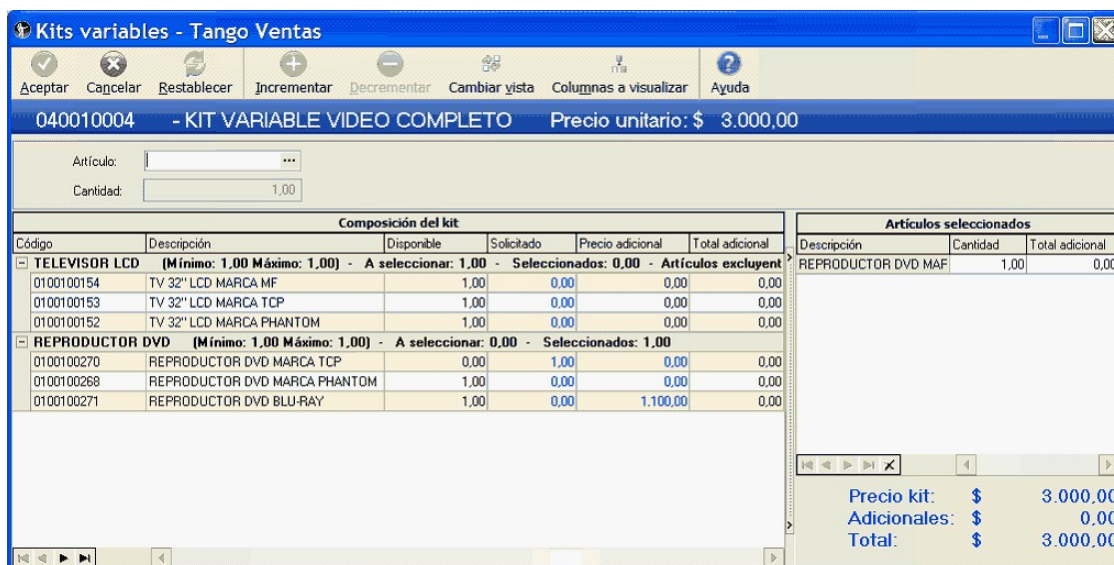 Kits variables - Tango Ventas
Aceptar Cancelar Restablecer Incrementar Decrementar Cambiar vista Columnas a visualizar Ayuda
040010004 - KIT VARIABLE VIDEO COMPLETO Precio unitario: $ 3.000,00
Artículo: ...
Cantidad: 1,00
Composición del kit
Código Descripción Disponible Solicitado Precio adicional Total adicional
TELEVISOR LCD (Mínimo: 1,00 Máximo: 1,00) - A seleccionar: 1,00 - Seleccionados: 0,00 - Artículos excluyent
0100100154 TV 32" LCD MARCA MF 1,00 0,00 0,00 0,00
0100100153 TV 32" LCD MARCA TCP 1,00 0,00 0,00 0,00
0100100152 TV 32" LCD MARCA PHANTOM 1,00 0,00 0,00 0,00
REPRODUCTOR DVD (Mínimo: 1,00 Máximo: 1,00) - A seleccionar: 0,00 - Seleccionados: 1,00
0100100270 REPRODUCTOR DVD MARCA TCP 0,00 1,00 0,00 0,00
0100100268 REPRODUCTOR DVD MARCA PHANTOM 1,00 0,00 0,00 0,00
0100100271 REPRODUCTOR DVD BLU-RAY 1,00 0,00 1.100,00 0,00
Artículos seleccionados
Descripción Cantidad Total adicional
REPRODUCTOR DVD MAF 1,00 0,00
Precio kit: $ 3.000,00
Adicionales: $ 0,00
Total: $ 3.000,00